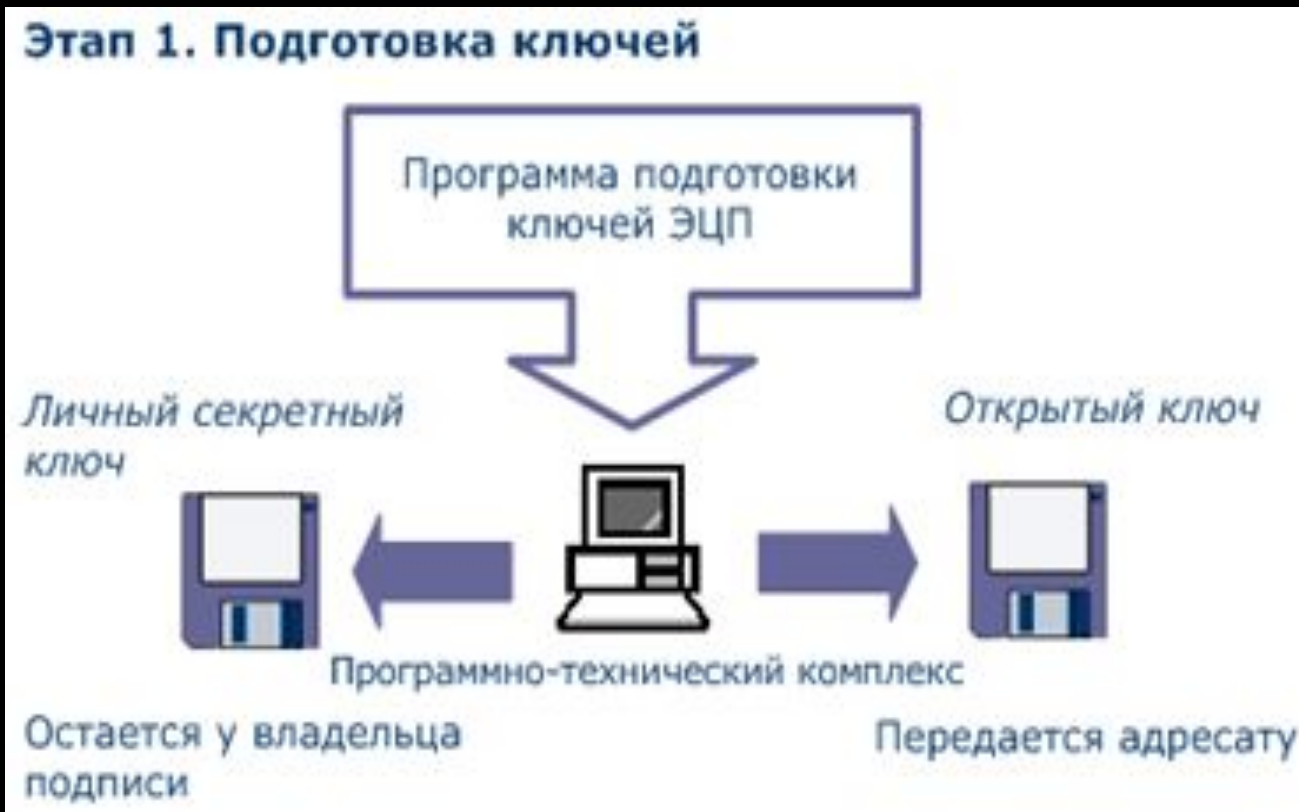 Этап 1. Подготовка ключей
Программа подготовки
ключей ЭЦП
Личный секретный
ключ
Открытый ключ
Программно-технический комплекс
Остается у владельца
подписи
Передается адресату